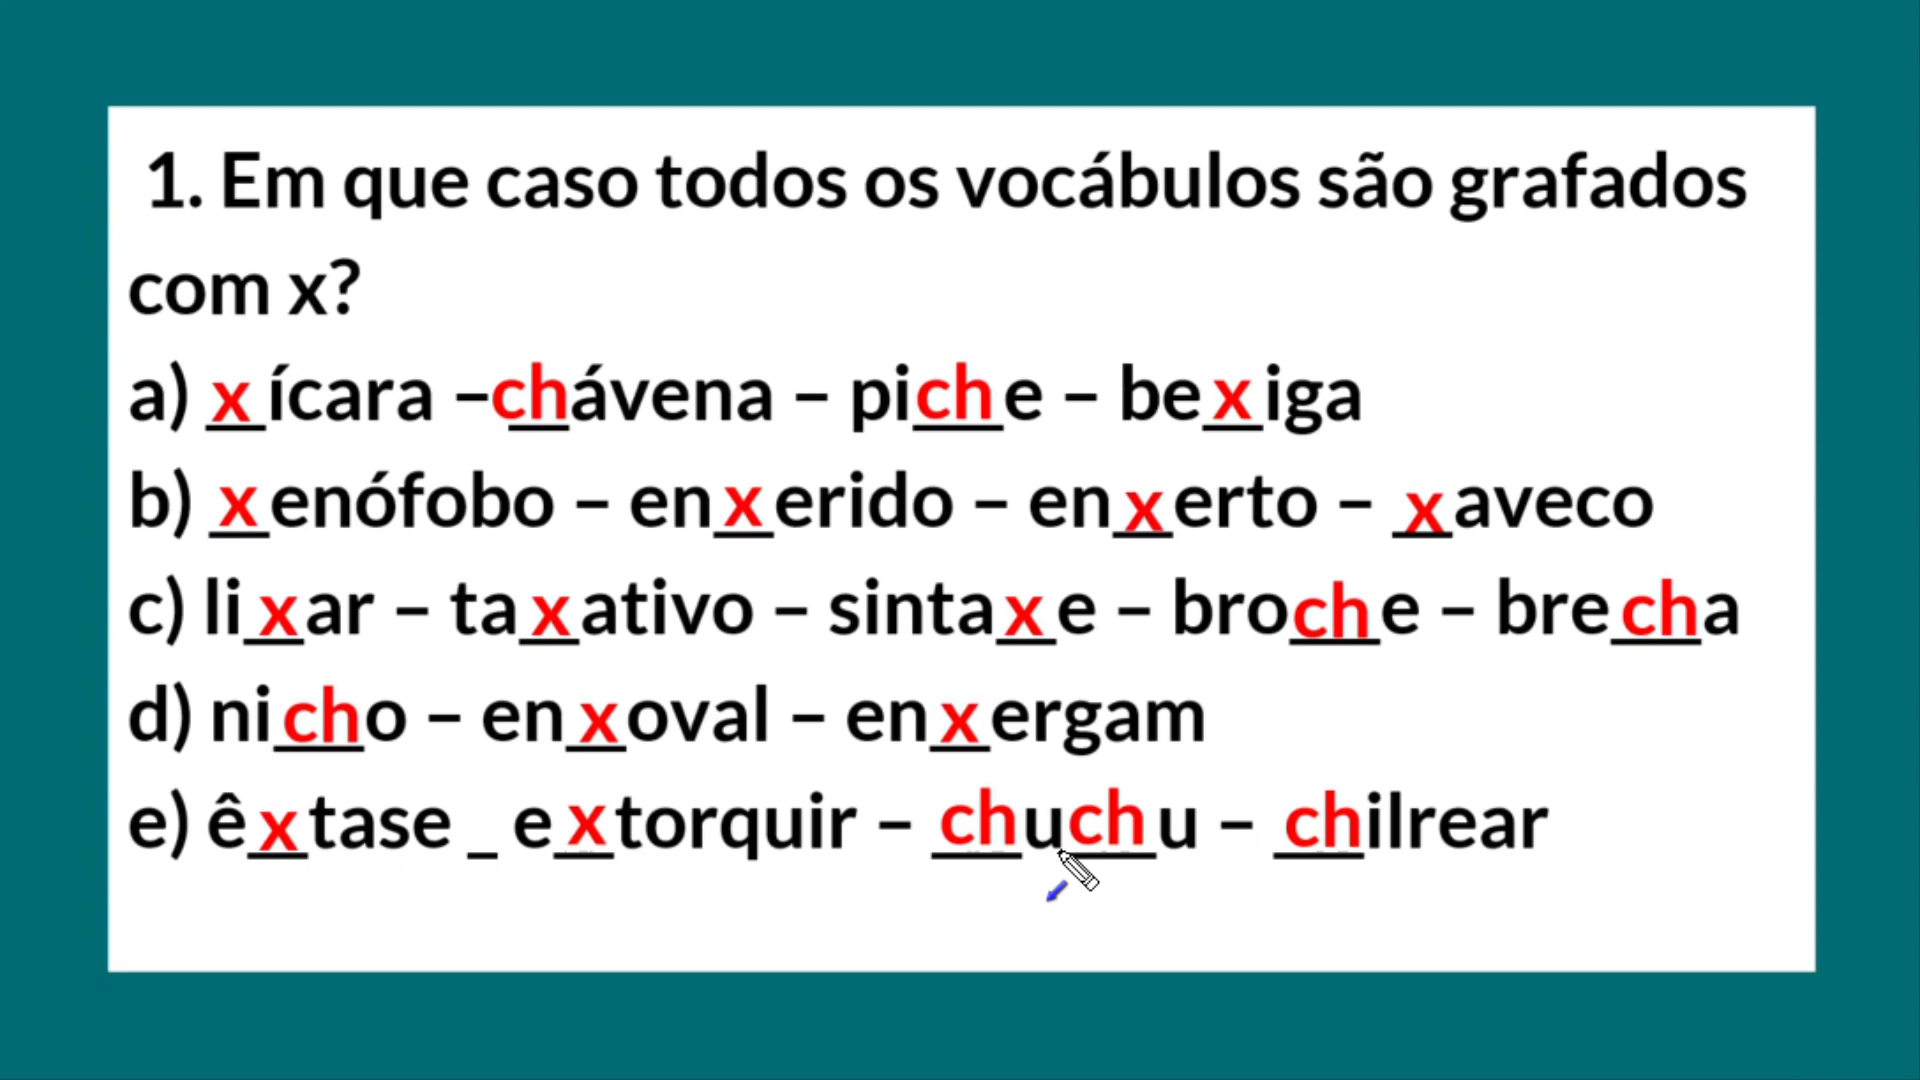 1. Em que caso todos os vocábulos são grafados
com x?
a) xícara –chávena – piche – bexiga
b) xenófobo – enxerido – enxerto – xaveco
c) lixar – taxativo – sintaxe – broche – brecha
d) nicho – enxoval – enxergam
e) êxtase _ extorquir – chuchu – chilrear